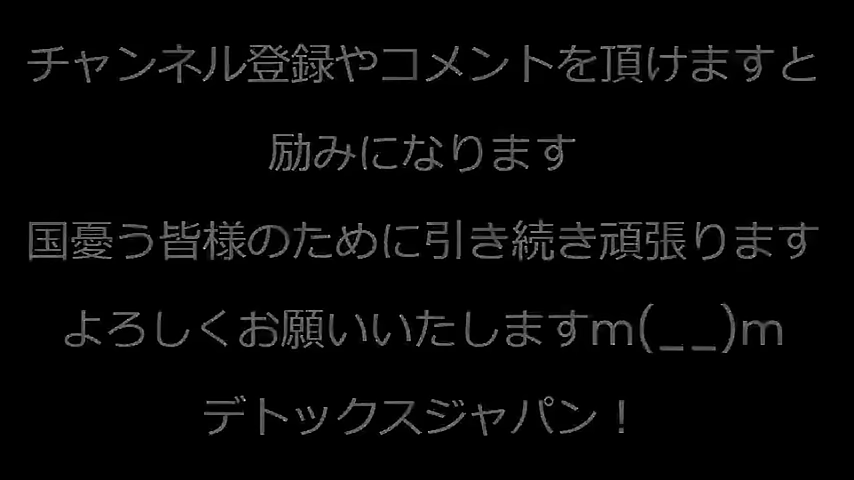 チャンネル登録やコメントを頂けますと
励みになります
国憂う皆様のために引き続き頑張ります
よろしくお願いいたしますm(__)m
デトックスジャパン！